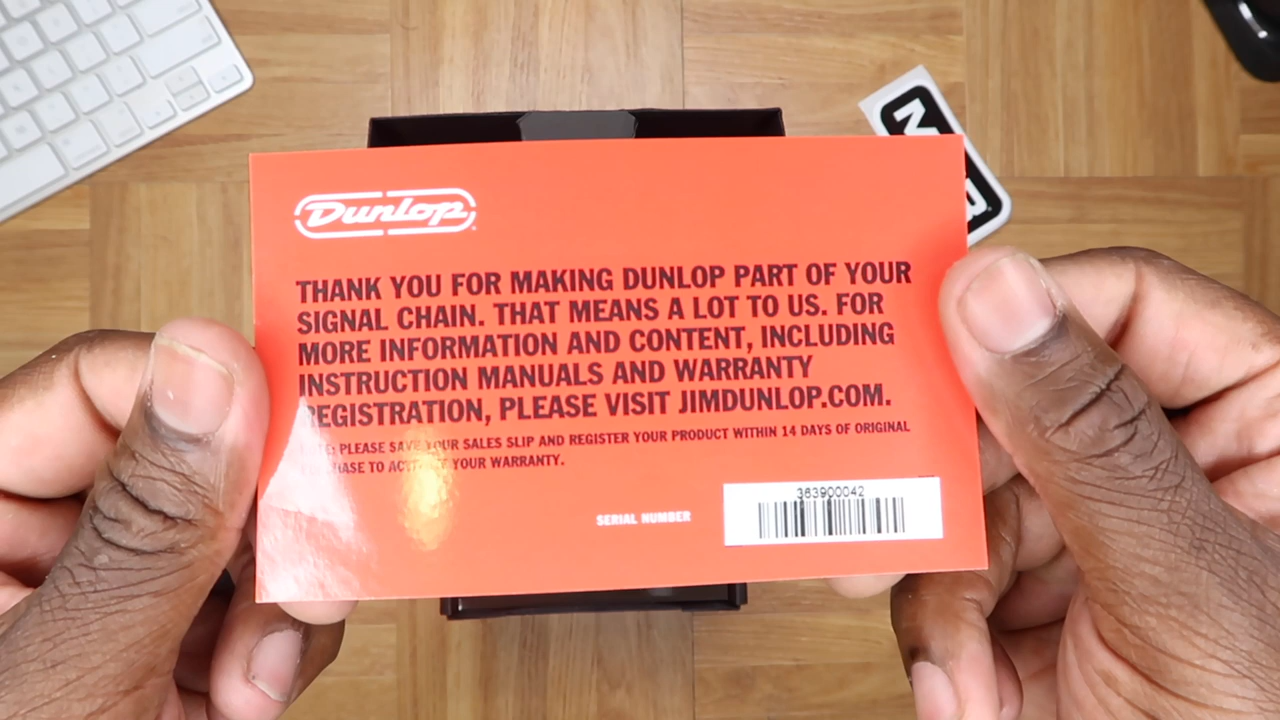 Dunlop
THANK YOU FOR MAKING DUNLOP PART OF YOUR
SIGNAL CHAIN. THAT MEANS A LOT TO US. FOR
MORE INFORMATION AND CONTENT, INCLUDING
INSTRUCTION MANUALS AND WARRANTY
REGISTRATION, PLEASE VISIT JIMDUNLOP.COM.
PLEASE SAVE YOUR SALES SLIP AND REGISTER YOUR PRODUCT WITHIN 14 DAYS OF ORIGINAL
TO YOUR WARRANTY.
SERIAL NUMBER
363900042